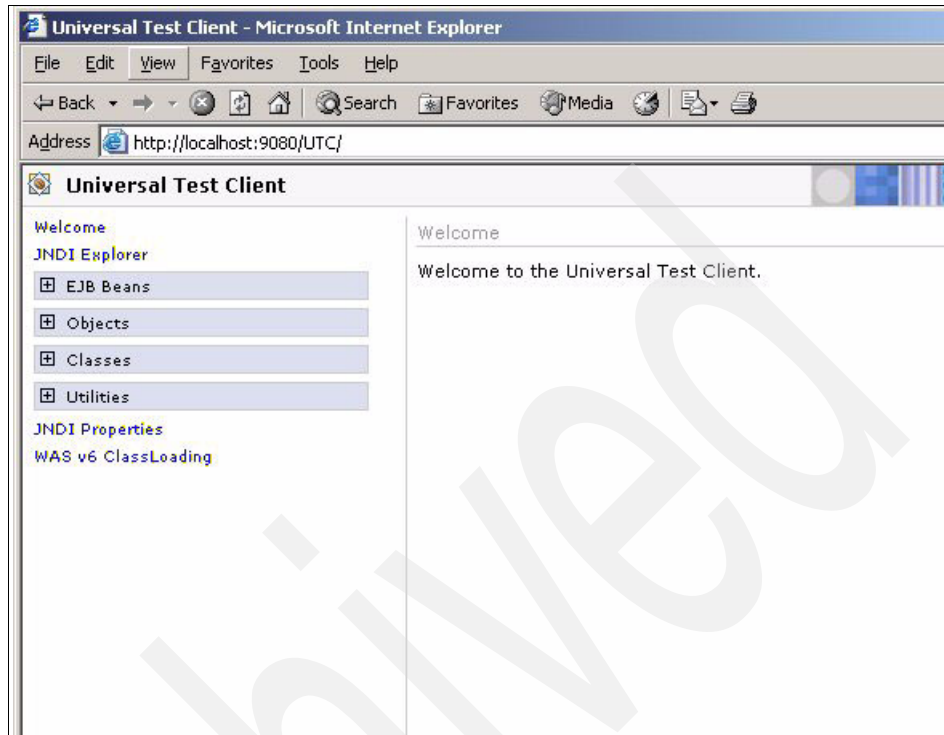 Universal Test Client - Microsoft Internet Explorer
File Edit View Favorites Tools Help
Back Search Favorites Media
Address http://localhost:9080/UTC/
Universal Test Client
Welcome
JNDI Explorer
EJB Beans
Objects
Classes
Utilities
JNDI Properties
WAS v6 ClassLoading
Welcome
Welcome to the Universal Test Client.
hived